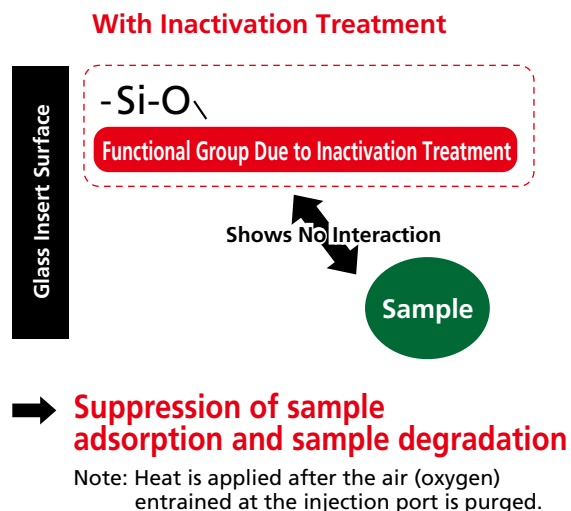 With Inactivation Treatment
Glass Insert Surface
-Si-O
Functional Group Due to Inactivation Treatment
Shows No Interaction
Sample
Suppression of sample
adsorption and sample degradation
Note: Heat is applied after the air (oxygen)
entrained at the injection port is purged.